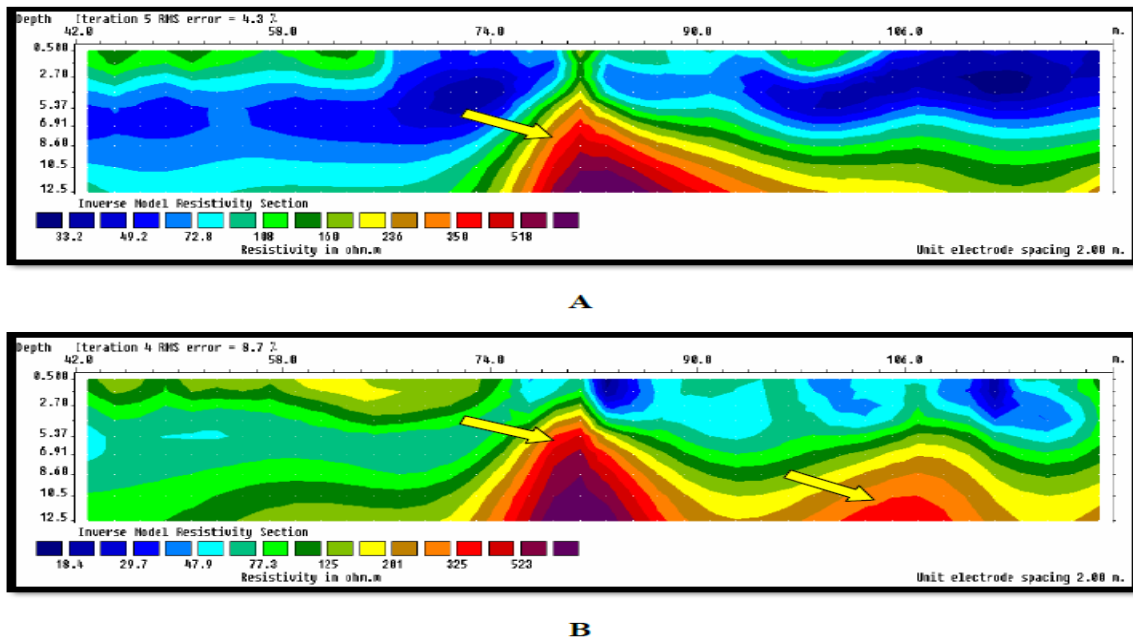 Depth Iteration 5 RMS error = 4.3 %
42.0 58.0 74.0 90.0 106.0 m.
0.500
2.70
5.37
6.91
8.60
10.5
12.5
Inverse Model Resistivity Section
33.2 49.2 72.8 108 160 236 350 518
Resistivity in ohm.m Unit electrode spacing 2.00 m.
A
Depth Iteration 4 RMS error = 8.7 %
42.0 58.0 74.0 90.0 106.0 m.
0.500
2.70
5.37
6.91
8.60
10.5
12.5
Inverse Model Resistivity Section
18.4 29.7 47.9 77.3 125 201 325 523
Resistivity in ohm.m Unit electrode spacing 2.00 m.
B